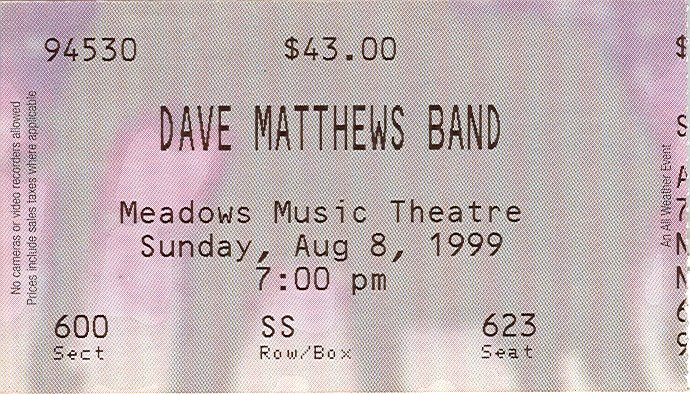 94530 $43.00 $
DAVE MATTHEWS BAND
Meadows Music Theatre
Sunday, Aug 8, 1999
7:00 pm
600 SS 623
Sect Row/Box Seat
No cameras or video recorders allowed
Prices include sales taxes where applicable
An All Weather Event